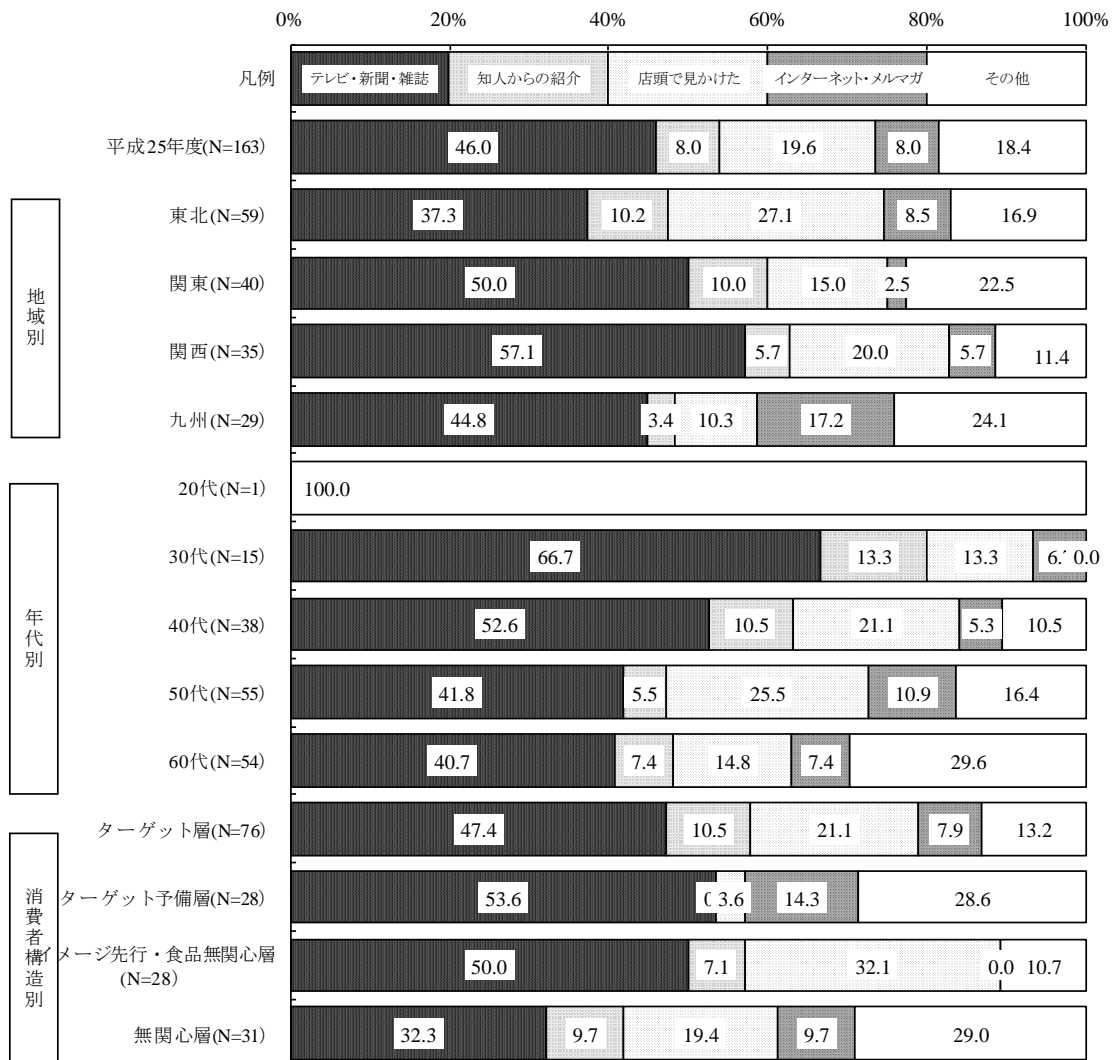 0% 20% 40% 60% 80% 100%
凡例 テレビ・新聞・雑誌 知人からの紹介 店頭で見かけた インターネット・メルマガ その他
平成25年度(N=163) 46.0 8.0 19.6 8.0 18.4
地域別
東北(N=59) 37.3 10.2 27.1 8.5 16.9
関東(N=40) 50.0 10.0 15.0 2.5 22.5
関西(N=35) 57.1 5.7 20.0 5.7 11.4
九州(N=29) 44.8 3.4 10.3 17.2 24.1
年代別
20代(N=1) 100.0
30代(N=15) 66.7 13.3 13.3 0.0
40代(N=38) 52.6 10.5 21.1 5.3 10.5
50代(N=55) 41.8 5.5 25.5 10.9 16.4
60代(N=54) 40.7 7.4 14.8 7.4 29.6
消費者構造別
ターゲット層(N=76) 47.4 10.5 21.1 7.9 13.2
ターゲット予備層(N=28) 53.6 3.6 14.3 28.6
イメージ先行・食品無関心層
(N=28) 50.0 7.1 32.1 0.0 10.7
無関心層(N=31) 32.3 9.7 19.4 9.7 29.0